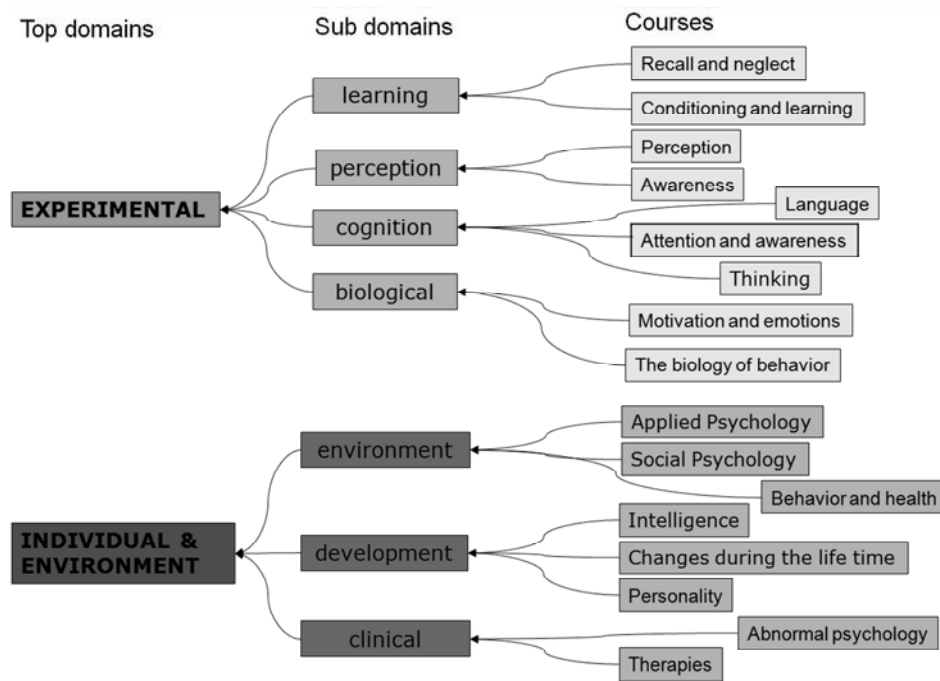 Top domains
Sub domains
Courses
EXPERIMENTAL
learning
Recall and neglect
Conditioning and learning
perception
Perception
Awareness
cognition
Language
Attention and awareness
Thinking
biological
Motivation and emotions
The biology of behavior
INDIVIDUAL &
ENVIRONMENT
environment
Applied Psychology
Social Psychology
Behavior and health
development
Intelligence
Changes during the life time
Personality
clinical
Abnormal psychology
Therapies